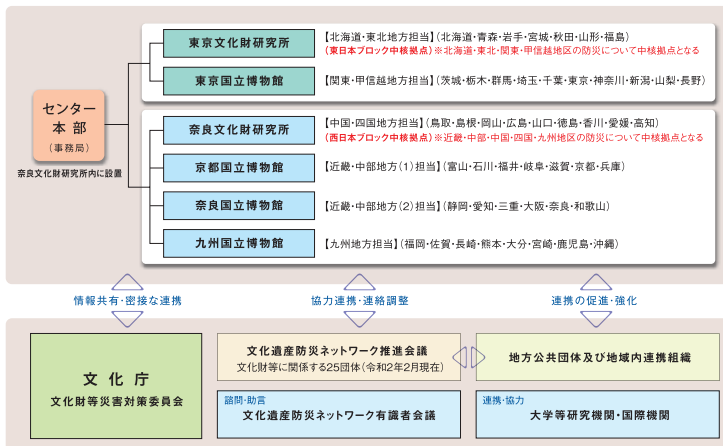 東京文化財研究所
【北海道・東北地方担当】(北海道・青森・岩手・宮城・秋田・山形・福島)
(東日本ブロック中核拠点)※北海道・東北・関東・甲信越地区の防災について中核拠点となる
東京国立博物館
【関東・甲信越地方担当】(茨城・栃木・群馬・埼玉・千葉・東京・神奈川・新潟・山梨・長野)
センター
本部
(事務局)
奈良文化財研究所内に設置
奈良文化財研究所
【中国・四国地方担当】(鳥取・島根・岡山・広島・山口・徳島・香川・愛媛・高知)
(西日本ブロック中核拠点)※近畿・中部・中国・四国・九州地区の防災について中核拠点となる
京都国立博物館
【近畿・中部地方(1)担当】(富山・石川・福井・岐阜・滋賀・京都・兵庫)
奈良国立博物館
【近畿・中部地方(2)担当】(静岡・愛知・三重・大阪・奈良・和歌山)
九州国立博物館
【九州地方担当】(福岡・佐賀・長崎・熊本・大分・宮崎・鹿児島・沖縄)
情報共有・密接な連携
協力連携・連絡調整
連携の促進・強化
文化庁
文化財等災害対策委員会
文化遺産防災ネットワーク推進会議
文化財等に関係する25団体(令和2年2月現在)
地方公共団体及び地域内連携組織
諮問・助言
文化遺産防災ネットワーク有識者会議
連携・協力
大学等研究機関・国際機関